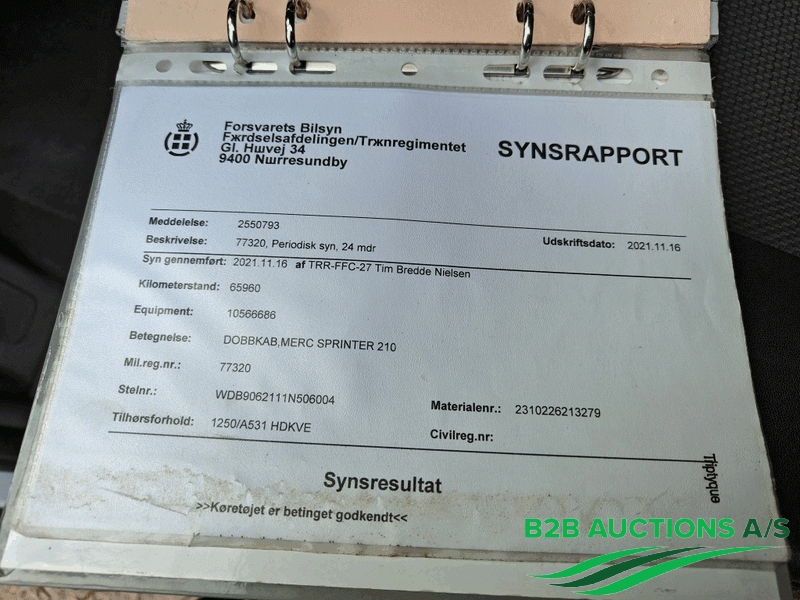 Forsvarets Bilsyn
FæRdselsafdelingen/Trænregimentet
Gl. Hшvej 34
9400 Nшrresundby
SYNSRAPPORT
Meddelelse: 2550793
Beskrivelse: 77320, Periodisk syn, 24 mdr
Udskriftsdato: 2021.11.16
Syn gennemført: 2021.11.16 af TRR-FFC-27 Tim Bredde Nielsen
Kilometerstand: 65960
Equipment: 10566686
Betegnelse: DOBBKAB,MERC SPRINTER 210
Mil.reg.nr.: 77320
Stelnr.: WDB9062111N506004
Materialenr.: 2310226213279
Tilhørsforhold: 1250/A531 HDKVE
Civilreg.nr:
Triptyque
Synsresultat
>>Køretøjet er betinget godkendt<<
B2B AUCTIONS A/S